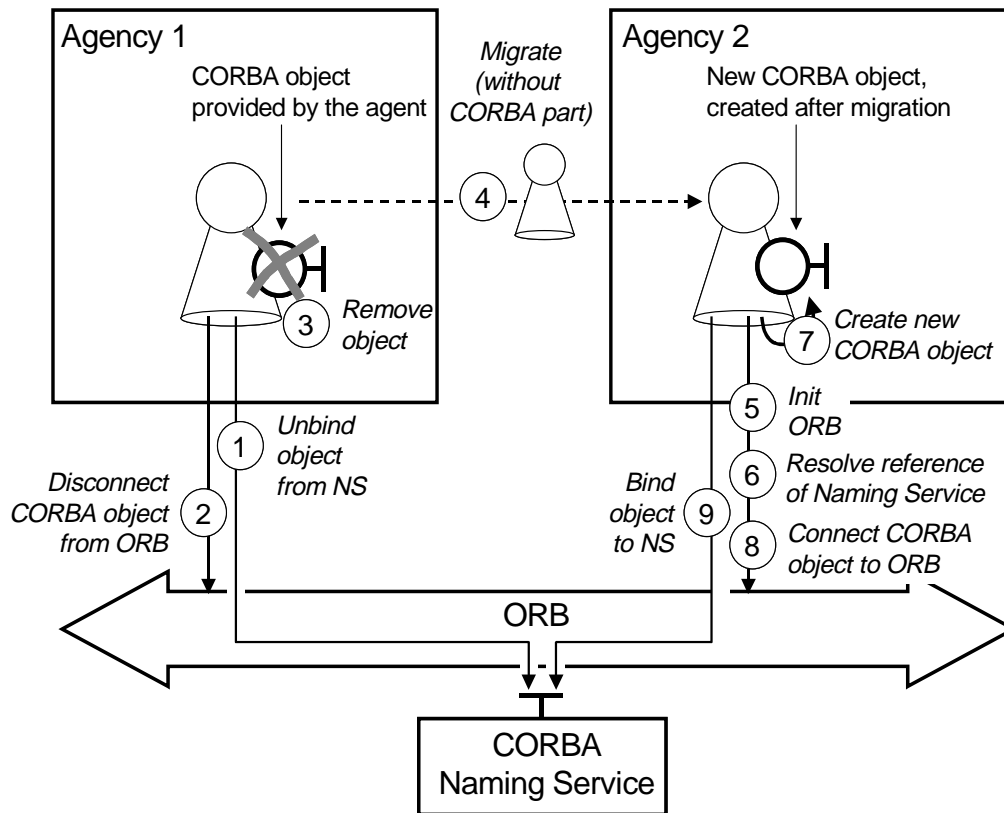 Agency 1
CORBA object
provided by the agent
3
Remove
object
1
Unbind
object
from NS
Disconnect
CORBA object
from ORB
2
Migrate
(without
CORBA part)
4
Agency 2
New CORBA object,
created after migration
7
Create new
CORBA object
5
Init
ORB
6
Resolve reference
of Naming Service
8
Connect CORBA
object to ORB
Bind
object
to NS
9
ORB
CORBA
Naming Service